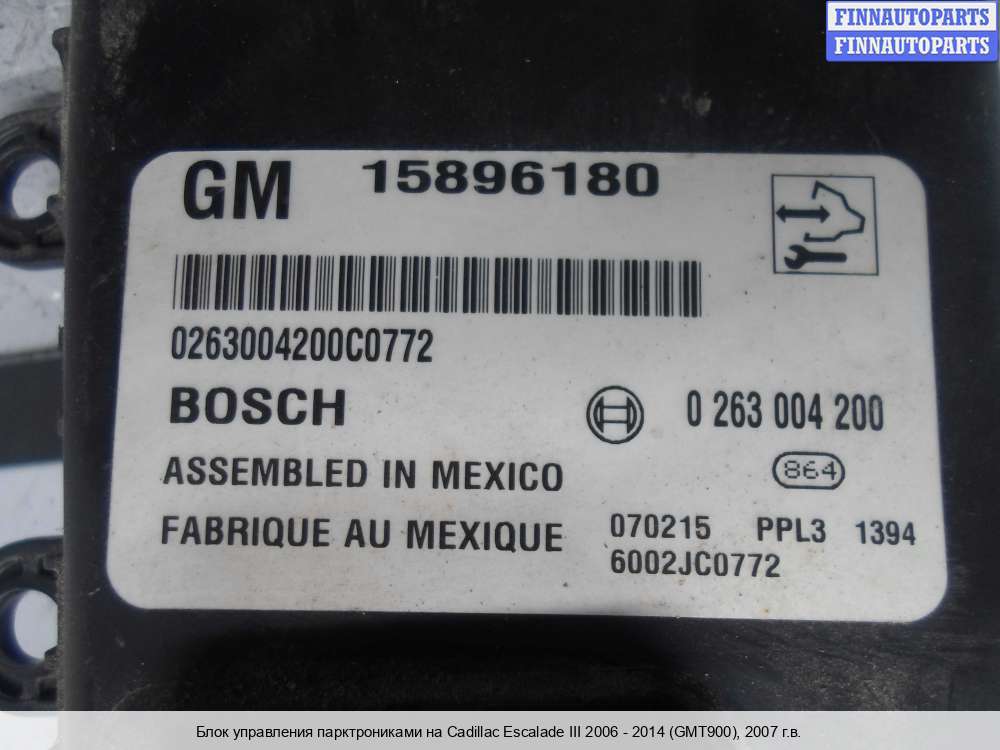 FINNAUTOPARTS
FINNAUTOPARTS
GM 15896180
0263004200C0772
BOSCH 0 263 004 200
ASSEMBLED IN MEXICO 864
FABRIQUE AU MEXIQUE 070215 PPL3 1394
6002JC0772
Блок управления парктрониками на Cadillac Escalade III 2006 - 2014 (GMT900), 2007 г.в.